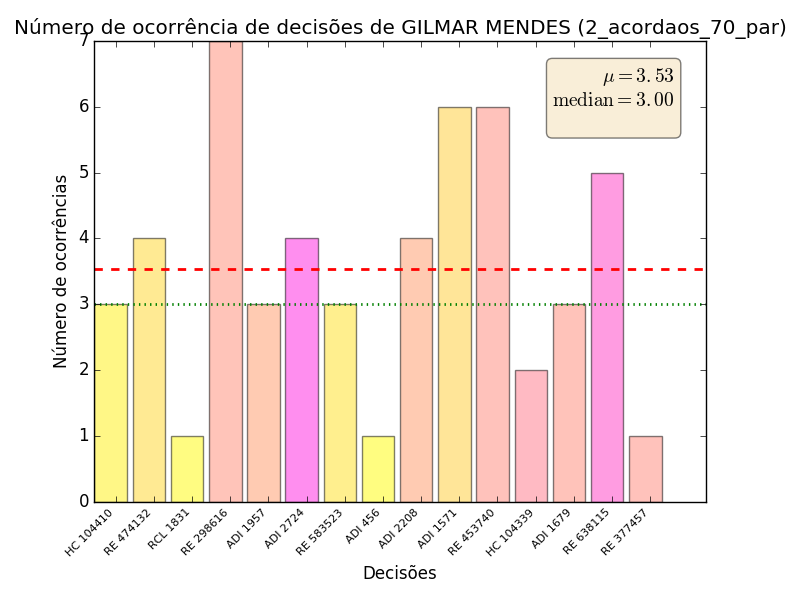 Número de ocorrência de decisões de GILMAR MENDES (2_acordaos_70_par)
μ = 3.53
median = 3.00
Número de ocorrências
7
6
5
4
3
2
1
0
HC 104410
RE 474132
RCL 1831
RE 298616
ADI 1957
ADI 2724
RE 583523
ADI 456
ADI 2208
ADI 1571
RE 453740
HC 104339
ADI 1679
RE 638115
RE 377457
Decisões